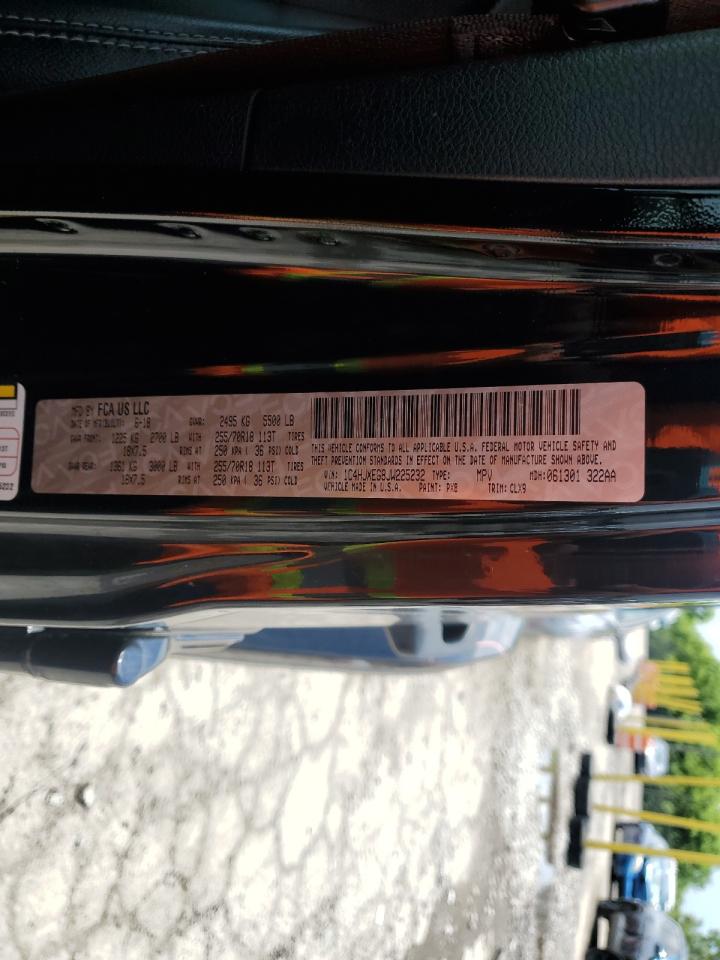 MFD BY FCA US LLC
DATE OF MFR(BUILT): 6-18 GVWR: 2495 KG 5500 LB
GAWR FRONT: 1225 KG 2700 LB WITH 255/70R18 113T TIRES
18X7.5 RIMS AT 250 KPA ( 36 PSI) COLD
GAWR REAR: 1361 KG 3000 LB WITH 255/70R18 113T TIRES
18X7.5 RIMS AT 250 KPA ( 36 PSI) COLD
THIS VEHICLE CONFORMS TO ALL APPLICABLE U.S.A. FEDERAL MOTOR VEHICLE SAFETY AND
THEFT PREVENTION STANDARDS IN EFFECT ON THE DATE OF MANUFACTURE SHOWN ABOVE.
VIN: 1C4HJXEG8JW225232 TYPE: MPV MDH: 061301 322AA
VEHICLE MADE IN U.S.A. PAINT: PX8 TRIM: CLX9